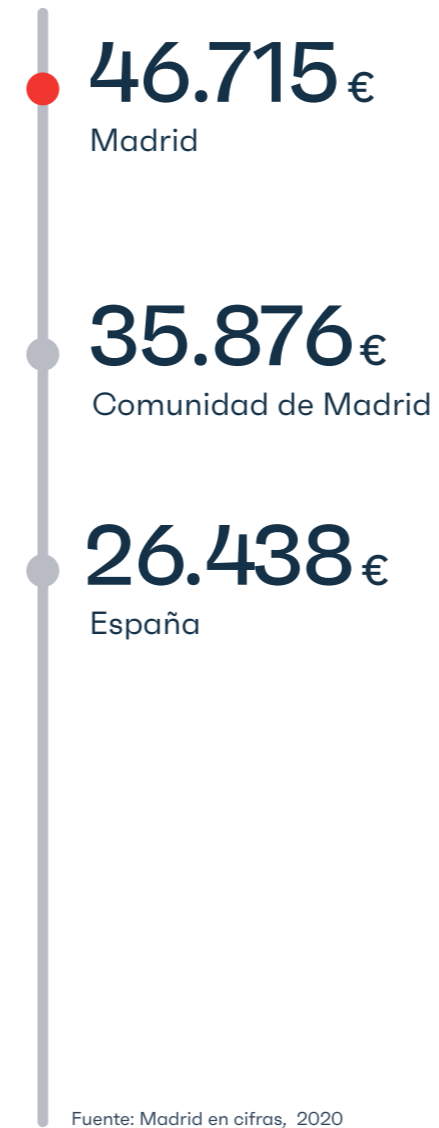 46.715 €
Madrid
35.876 €
Comunidad de Madrid
26.438 €
España
Fuente: Madrid en cifras, 2020